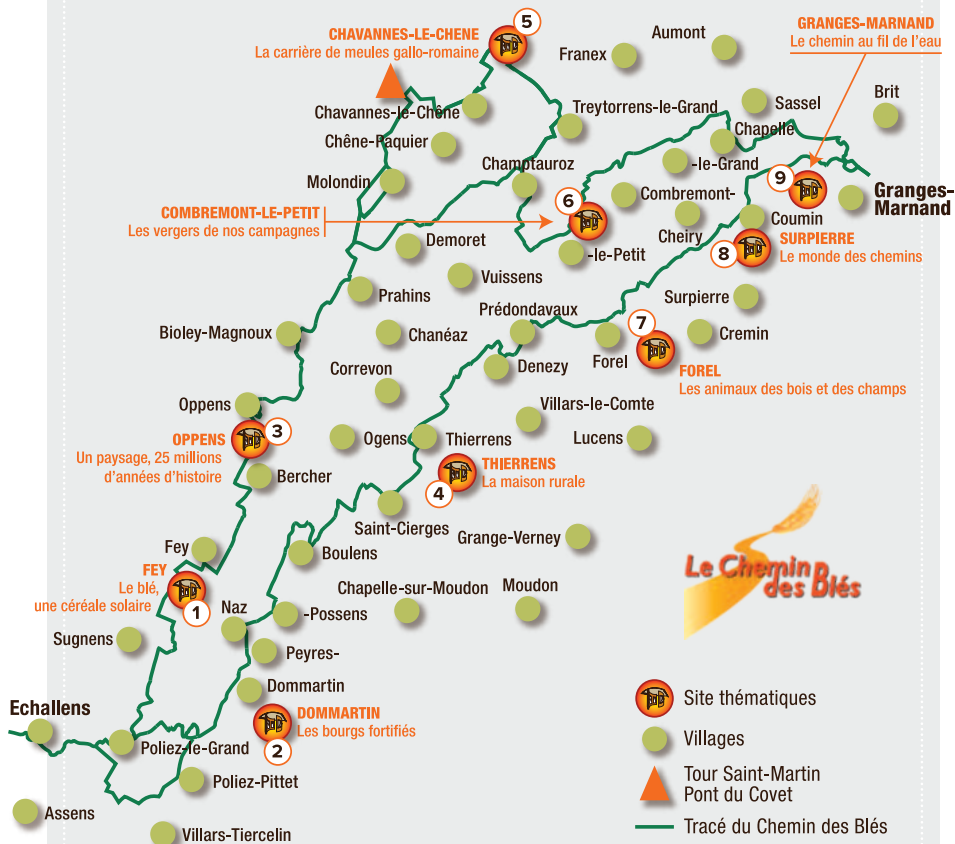 5
CHAVANNES-LE-CHENE
La carrière de meules gallo-romaine
Aumont
Franex
GRANGES-MARNAND
Le chemin au fil de l'eau
Brit
Sassel
Treytorrens-le-Grand
Chavannes-le-Chêne
Chêne-Paquier
Chapelle
-le-Grand
Champtauroz
Molondin
9
6
Combremont-
Granges-
Marnand
COMBREMONT-LE-PETIT
Les vergers de nos campagnes
Coumin
Cheiry
SURPIERRE
Le monde des chemins
8
Demoret
-le-Petit
Vuissens
Prahins
Surpierre
Prédondavaux
7
Bioley-Magnoux
Chanéaz
Cremin
Forel
Denezy
Correvon
FOREL
Les animaux des bois et des champs
Oppens
Villars-le-Comte
3
OPPENS
Un paysage, 25 millions
d'années d'histoire
Ogens
Thierrens
Lucens
THIERRENS
La maison rurale
4
Bercher
Saint-Cierges
Grange-Verney
Fey
Boulens
FEY
Le blé,
une céréale solaire
1
Chapelle-sur-Moudon
Moudon
Le Chemin
des Blés
Naz
-Possens
Sugnens
Peyres-
Dommartin
Echallens
DOMMARTIN
Les bourgs fortifiés
2
Poliez-le-Grand
Poliez-Pittet
Assens
Villars-Tiercelin
Site thématiques
Villages
Tour Saint-Martin
Pont du Covet
Tracé du Chemin des Blés